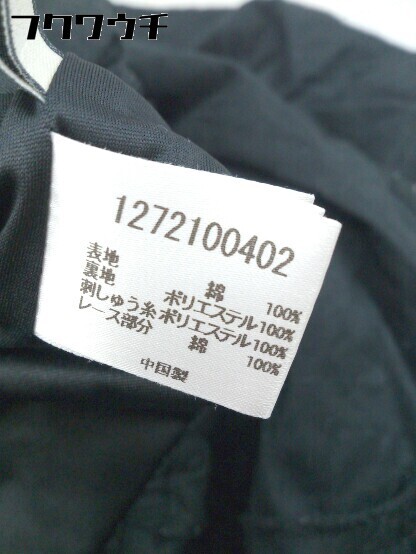 フクウクチ
1272100402
表地 綿 100%
裏地 ポリエステル100%
刺しゅう糸ポリエステル100%
レース部分 綿 100%
中国製